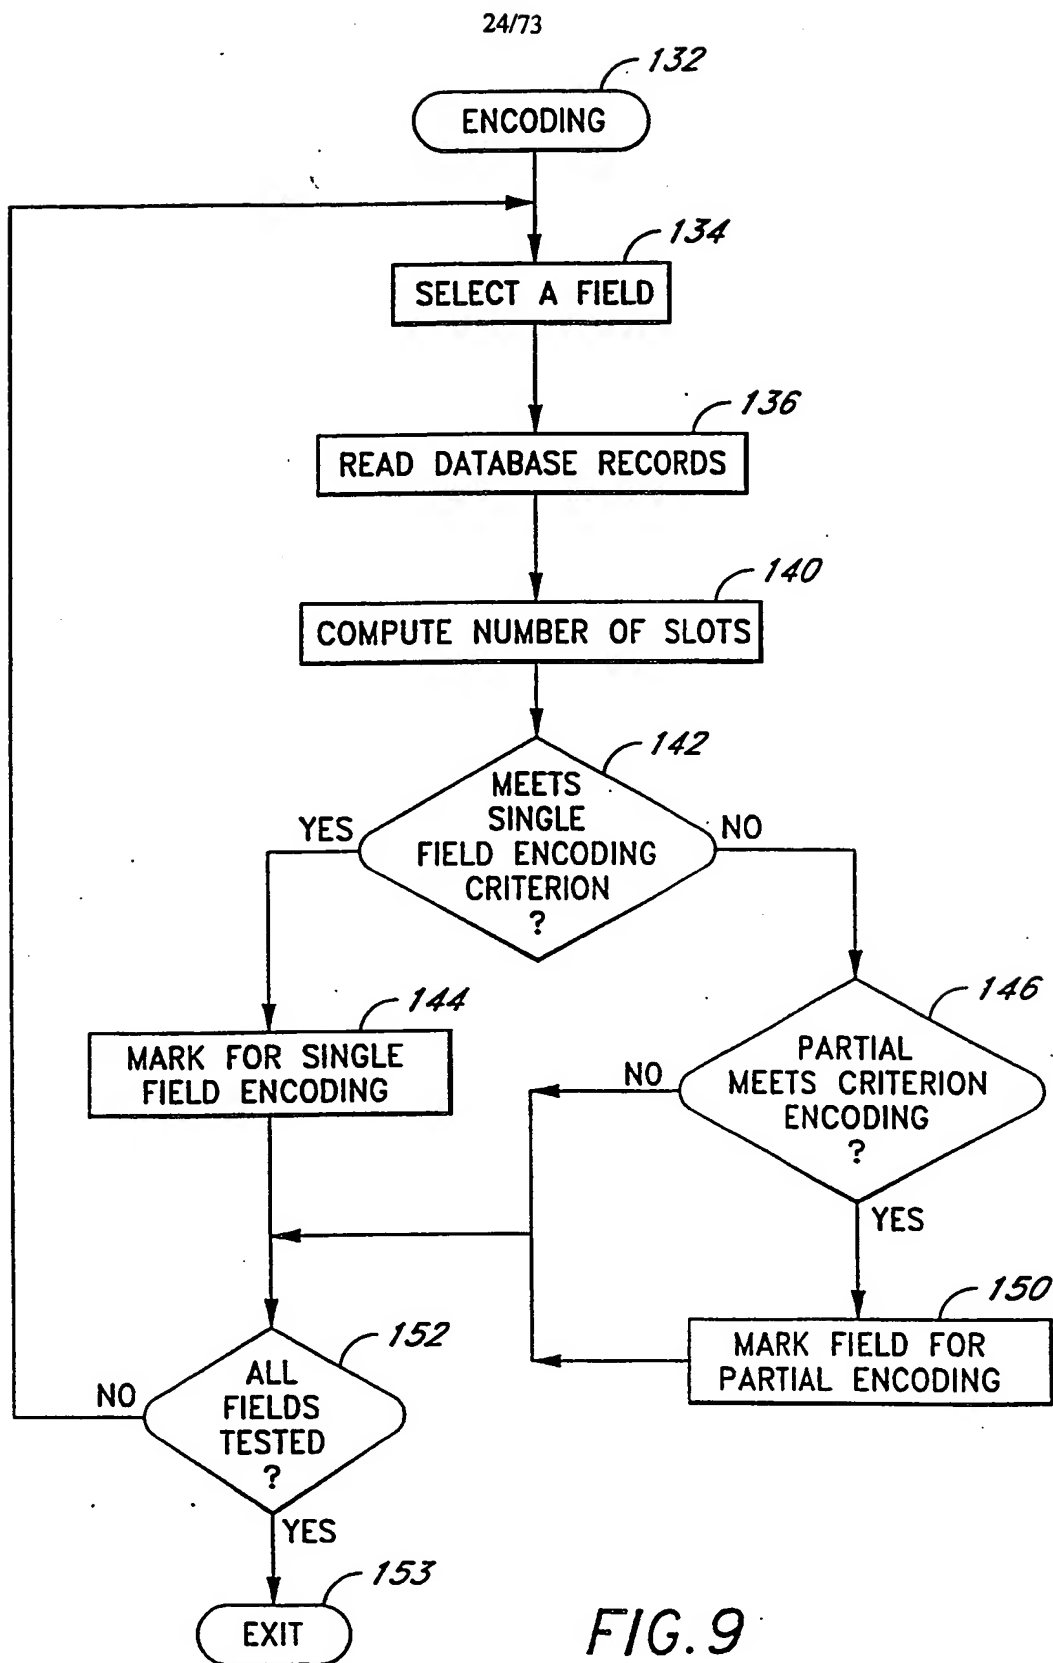 24/73
132
ENCODING
134
SELECT A FIELD
136
READ DATABASE RECORDS
140
COMPUTE NUMBER OF SLOTS
142
MEETS
SINGLE
FIELD ENCODING
CRITERION
?
YES
NO
144
MARK FOR SINGLE
FIELD ENCODING
146
PARTIAL
MEETS CRITERION
ENCODING
?
NO
YES
150
MARK FIELD FOR
PARTIAL ENCODING
152
ALL
FIELDS
TESTED
?
NO
YES
153
EXIT
FIG.9